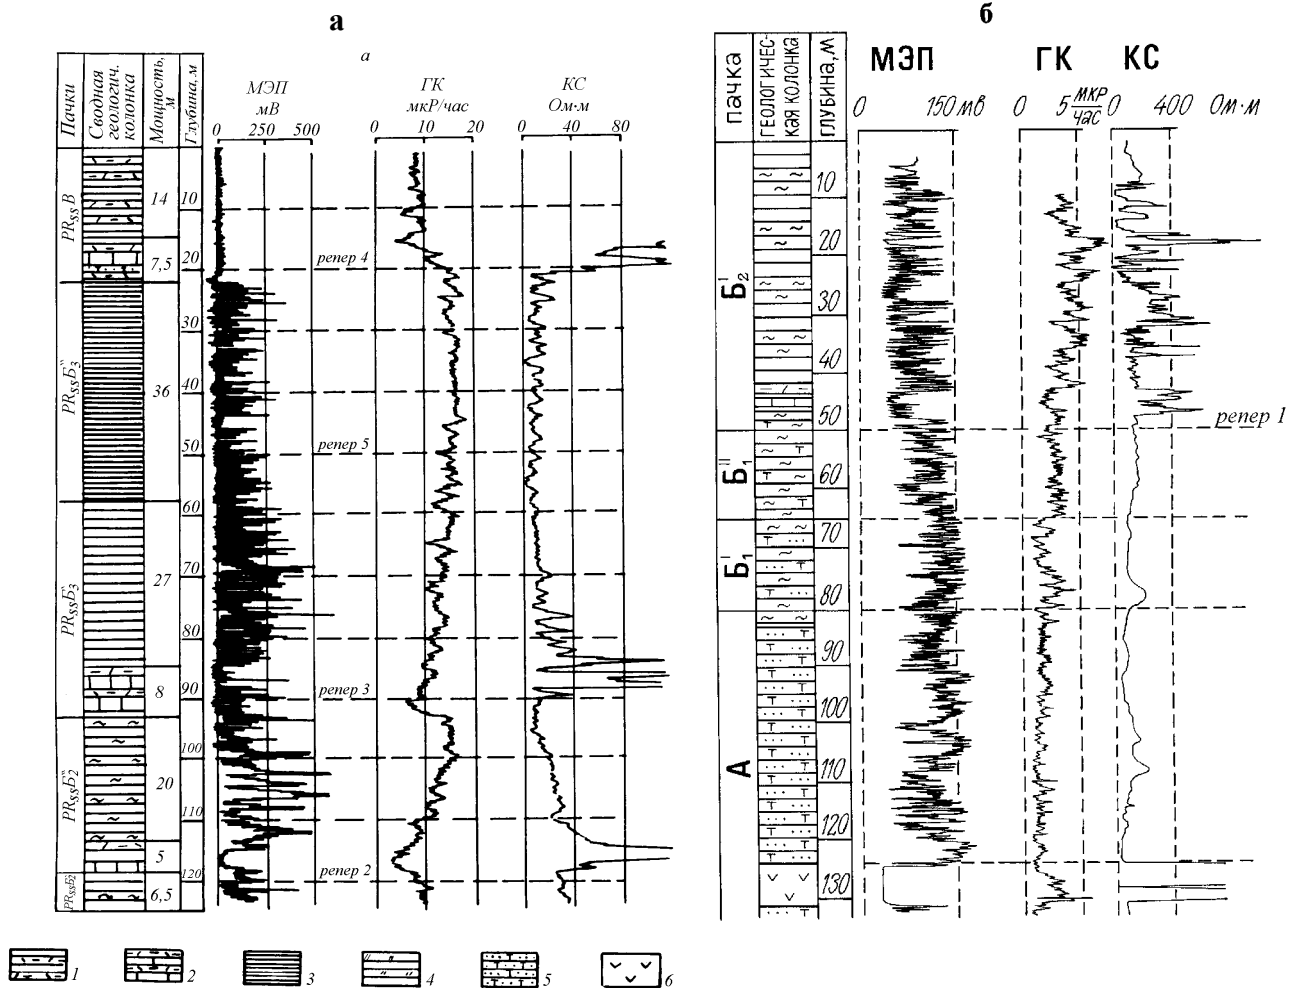 а
б
а
Пачки
Сводная
геологич.
колонка
Мощность,
м
Глубина, м
МЭП
мВ
0 250 500
ГК
мкР/час
0 10 20
КС
Ом·м
0 40 80
PRssВ
14
7,5
PRssБ"3
36
PRssБ'3
27
8
PRssБ"2
20
5
PRssБ'2
6,5
10
20
30
40
50
60
70
80
90
100
110
120
репер 4
репер 5
репер 3
репер 2
пачка
ГЕОЛОГИЧЕС-
КАЯ КОЛОНКА
ГЛУБИНА, М
МЭП
0 150 мв
ГК
0 5 мкр/час
КС
0 400 Ом·м
Б'2
Б"1
Б'1
А
10
20
30
40
50
60
70
80
90
100
110
120
130
репер 1
1
2
3
4
5
6